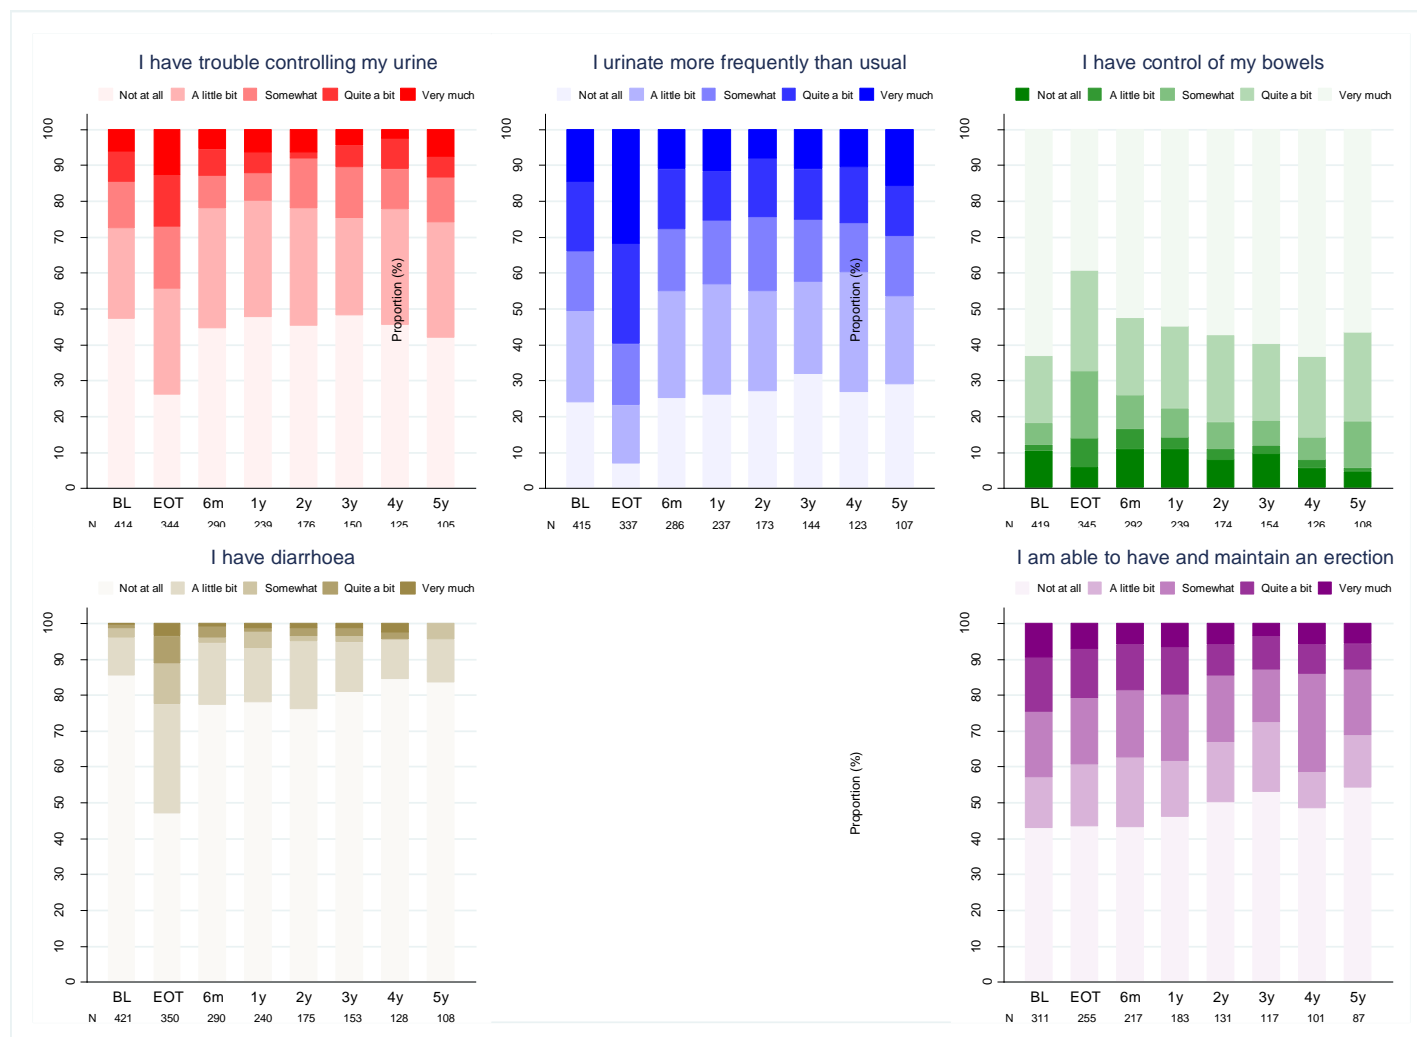 I have trouble controlling my urine
Not at all A little bit Somewhat Quite a bit Very much
100
90
80
70
60
50
40
30
20
10
0
BL EOT 6m 1y 2y 3y 4y 5y
N 414 344 290 239 176 150 125 105
Proportion (%)
I urinate more frequently than usual
Not at all A little bit Somewhat Quite a bit Very much
100
90
80
70
60
50
40
30
20
10
0
BL EOT 6m 1y 2y 3y 4y 5y
N 415 337 286 237 173 144 123 107
Proportion (%)
I have control of my bowels
Not at all A little bit Somewhat Quite a bit Very much
100
90
80
70
60
50
40
30
20
10
0
BL EOT 6m 1y 2y 3y 4y 5y
N 419 345 292 239 174 154 126 108
I have diarrhoea
Not at all A little bit Somewhat Quite a bit Very much
100
90
80
70
60
50
40
30
20
10
0
BL EOT 6m 1y 2y 3y 4y 5y
N 421 350 290 240 175 153 128 108
Proportion (%)
I am able to have and maintain an erection
Not at all A little bit Somewhat Quite a bit Very much
100
90
80
70
60
50
40
30
20
10
0
BL EOT 6m 1y 2y 3y 4y 5y
N 311 255 217 183 131 117 101 87